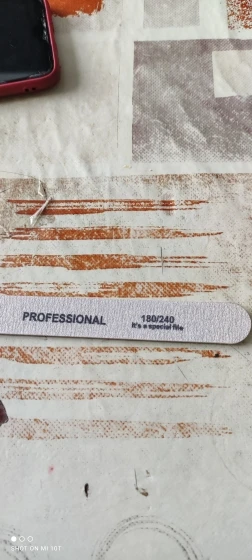 PROFESSIONAL
180/240
It's a special file
SHOT ON MI 10T